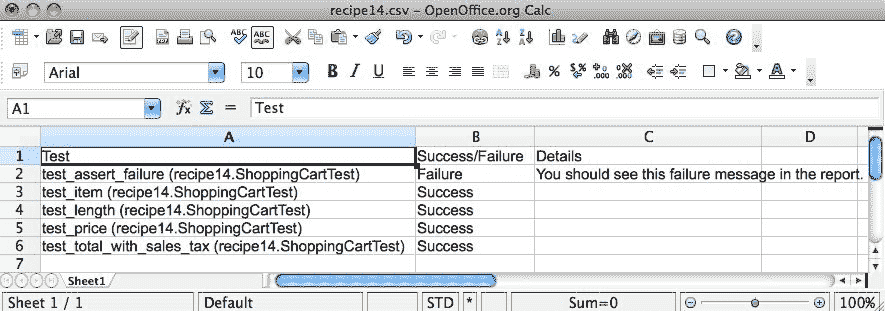 recipe14.csv - OpenOffice.org Calc
ABC ABC
Arial 10 B I U
A1 fx Σ = Test
A B C D
1 Test Success/Failure Details
2 test_assert_failure (recipe14.ShoppingCartTest) Failure You should see this failure message in the report.
3 test_item (recipe14.ShoppingCartTest) Success
4 test_length (recipe14.ShoppingCartTest) Success
5 test_price (recipe14.ShoppingCartTest) Success
6 test_total_with_sales_tax (recipe14.ShoppingCartTest) Success
7
Sheet1
Sheet 1 / 1 Default STD * Sum=0 100%